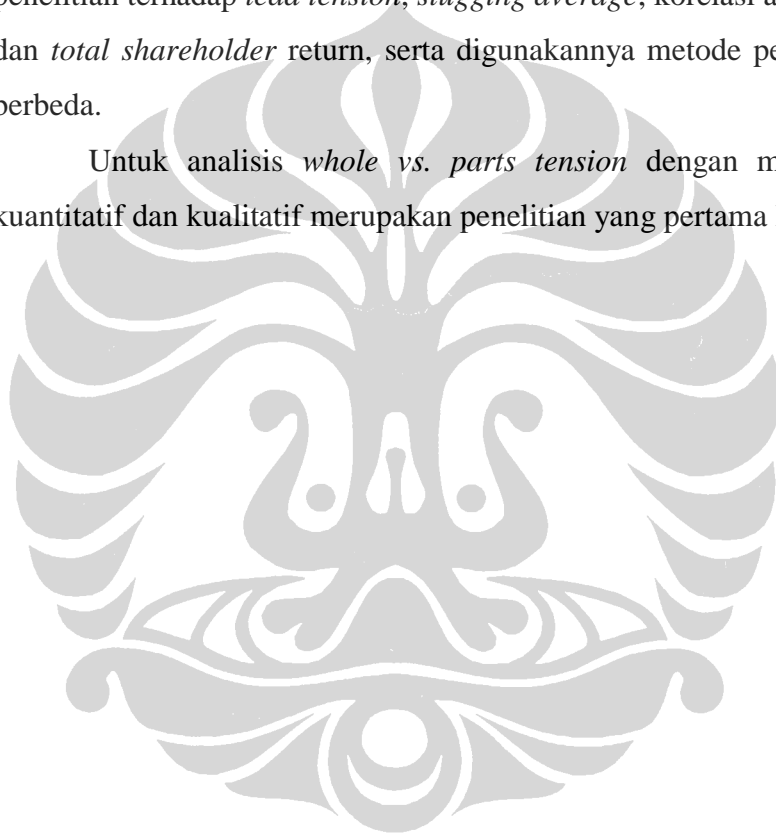 penelitian terhadap lead tension, slugging average, korelasi a
dan total shareholder return, serta digunakannya metode pe
berbeda.
Untuk analisis whole vs. parts tension dengan m
kuantitatif dan kualitatif merupakan penelitian yang pertama